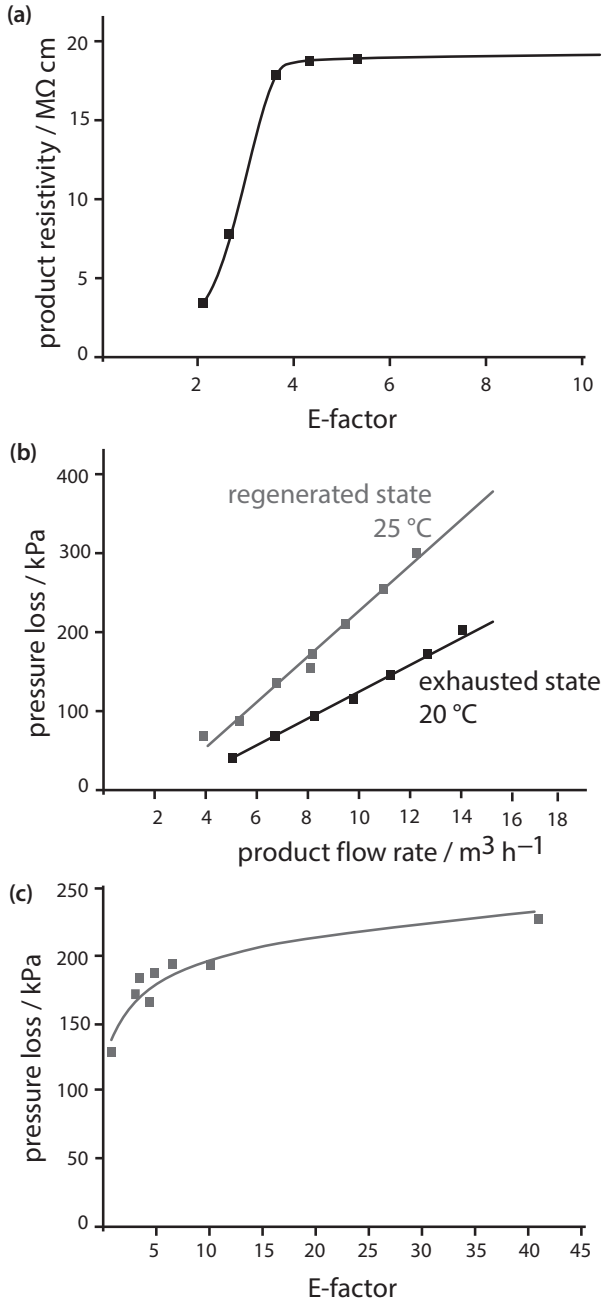 (a)
20
15
10
5
0
product resistivity / MΩ cm
2 4 6 8 10
E-factor
(b)
400
300
200
100
0
pressure loss / kPa
regenerated state
25 °C
exhausted state
20 °C
2 4 6 8 10 12 14 16 18
product flow rate / m³ h⁻¹
(c)
250
200
150
100
50
0
pressure loss / kPa
5 10 15 20 25 30 35 40 45
E-factor